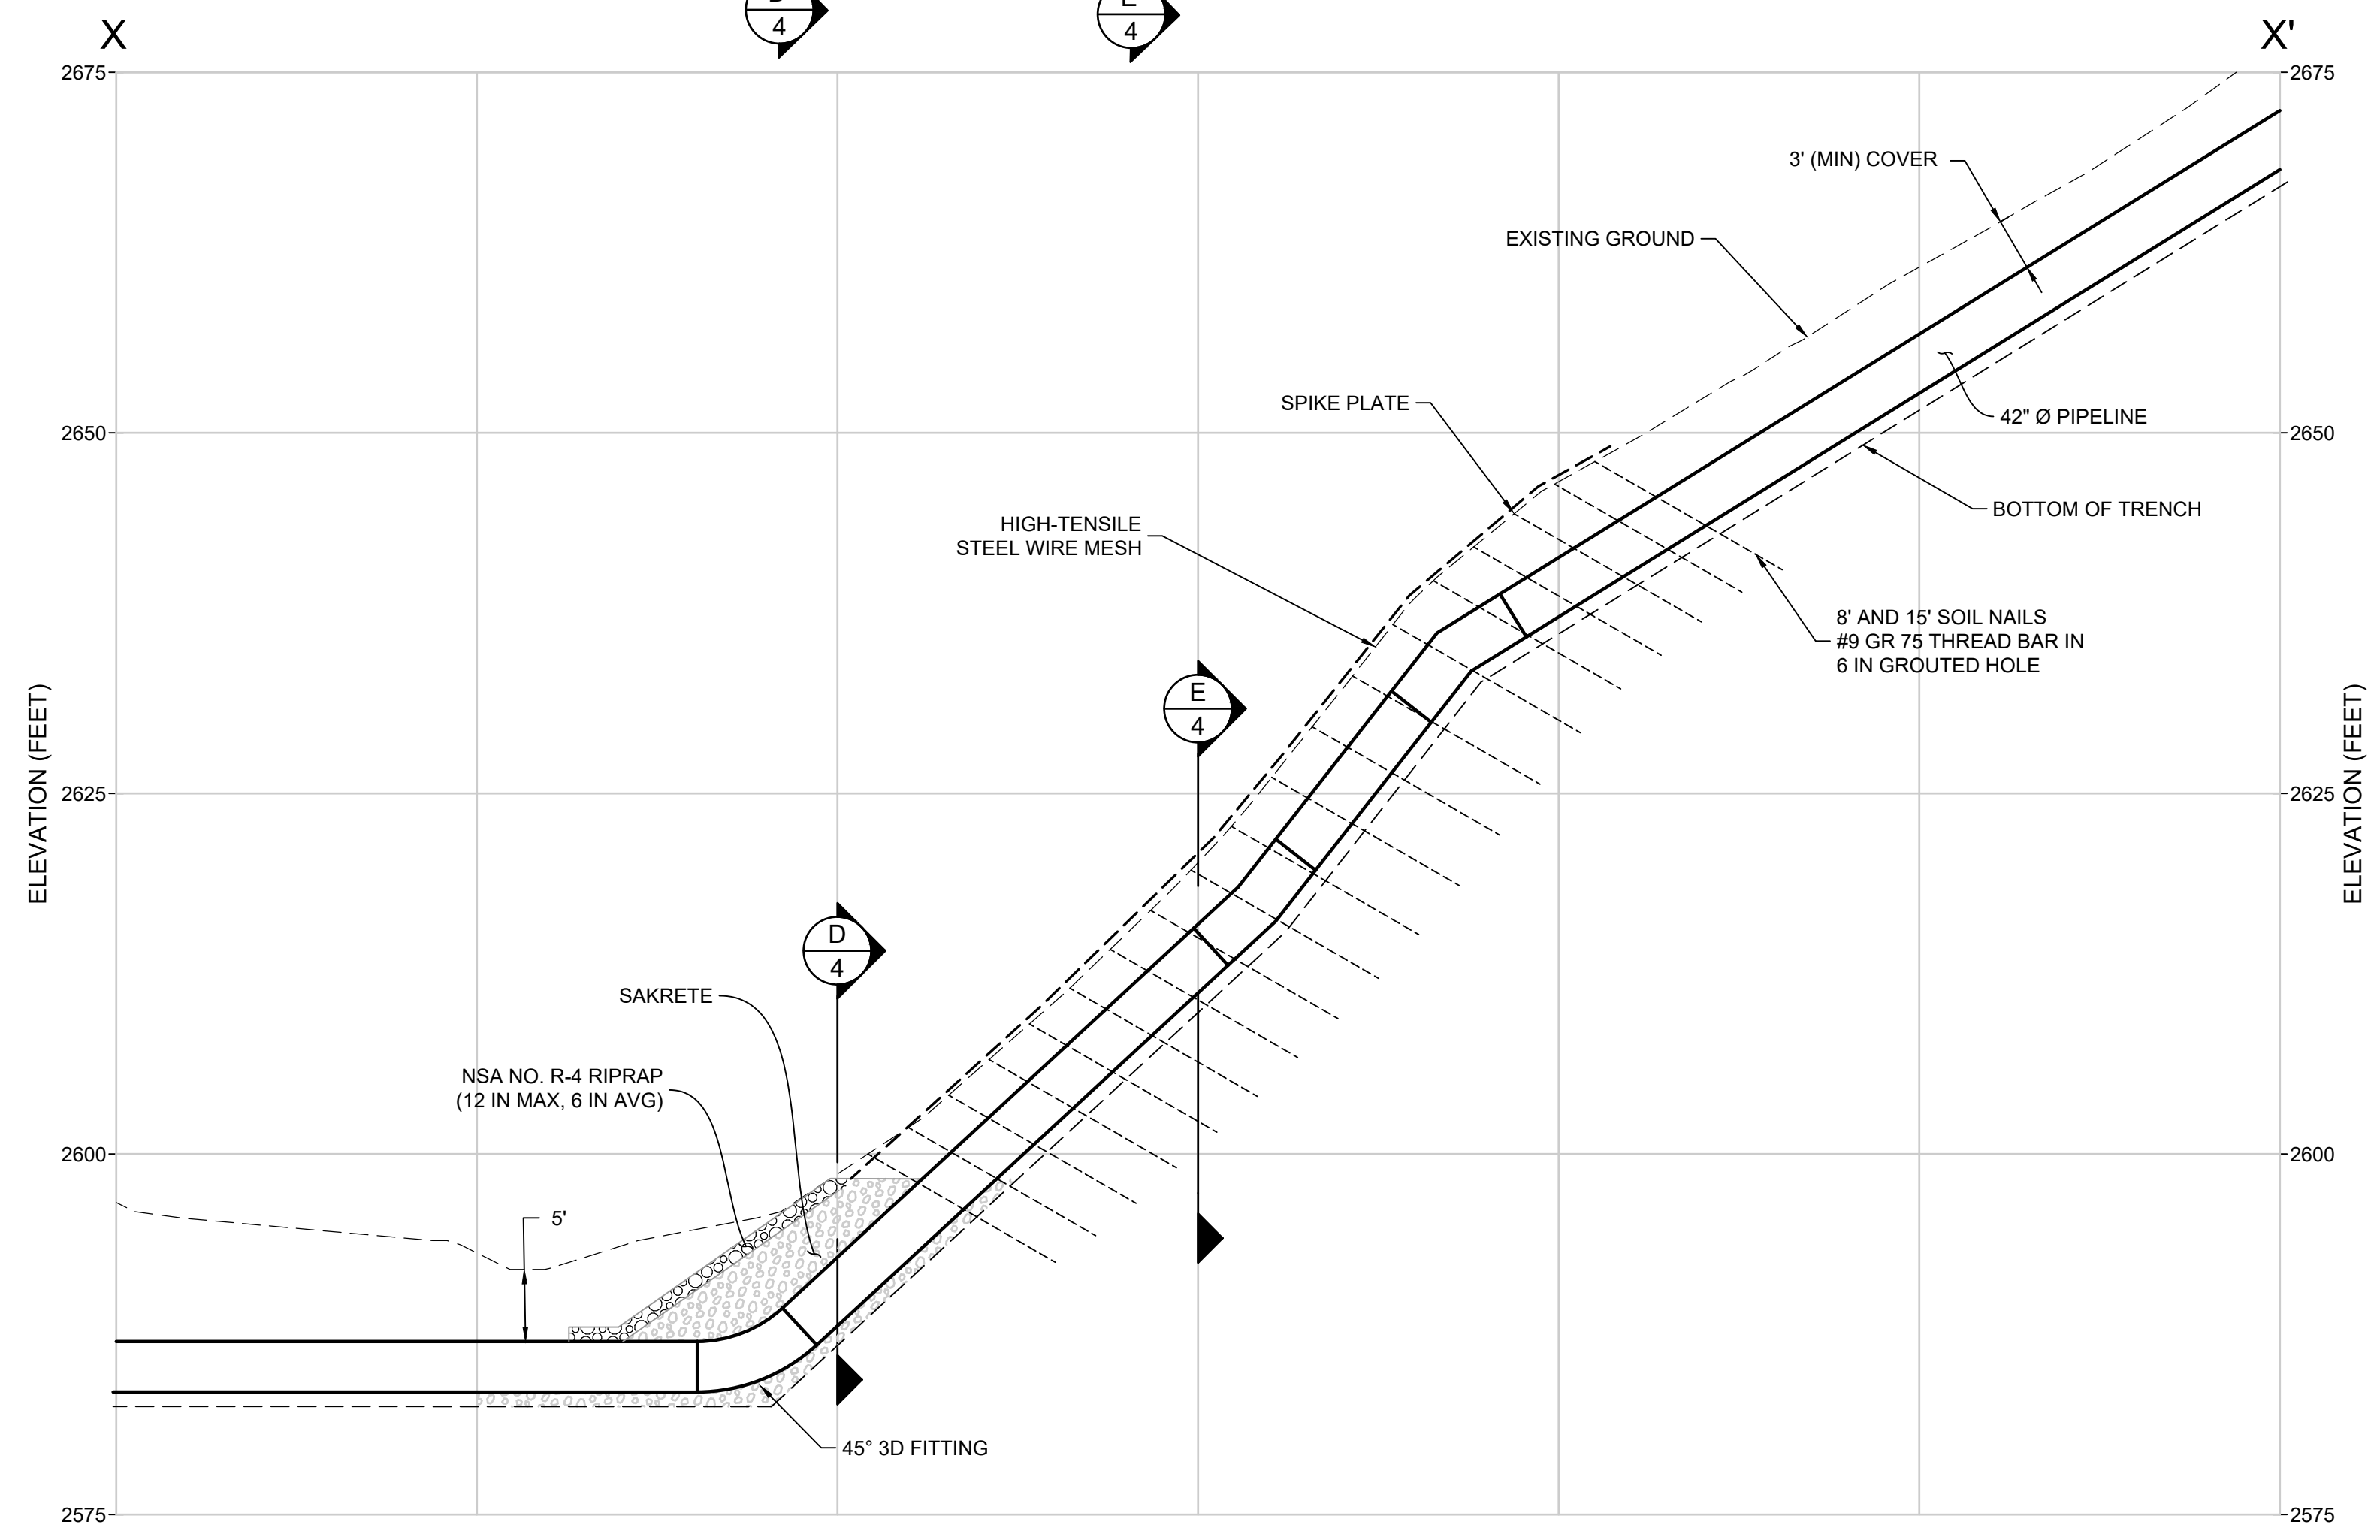 X
4
4
X'
2675
2675
3' (MIN) COVER
EXISTING GROUND
SPIKE PLATE
42" Ø PIPELINE
2650
2650
BOTTOM OF TRENCH
HIGH-TENSILE
STEEL WIRE MESH
8' AND 15' SOIL NAILS
#9 GR 75 THREAD BAR IN
6 IN GROUTED HOLE
E
4
ELEVATION (FEET)
ELEVATION (FEET)
2625
2625
D
4
SAKRETE
NSA NO. R-4 RIPRAP
(12 IN MAX, 6 IN AVG)
2600
2600
5'
45° 3D FITTING
2575
2575